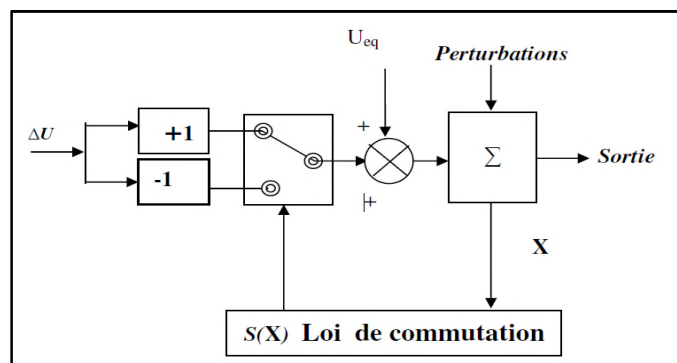 U_eq
Perturbations
ΔU
+1
-1
+
|+
Σ
Sortie
X
S(X) Loi de commutation